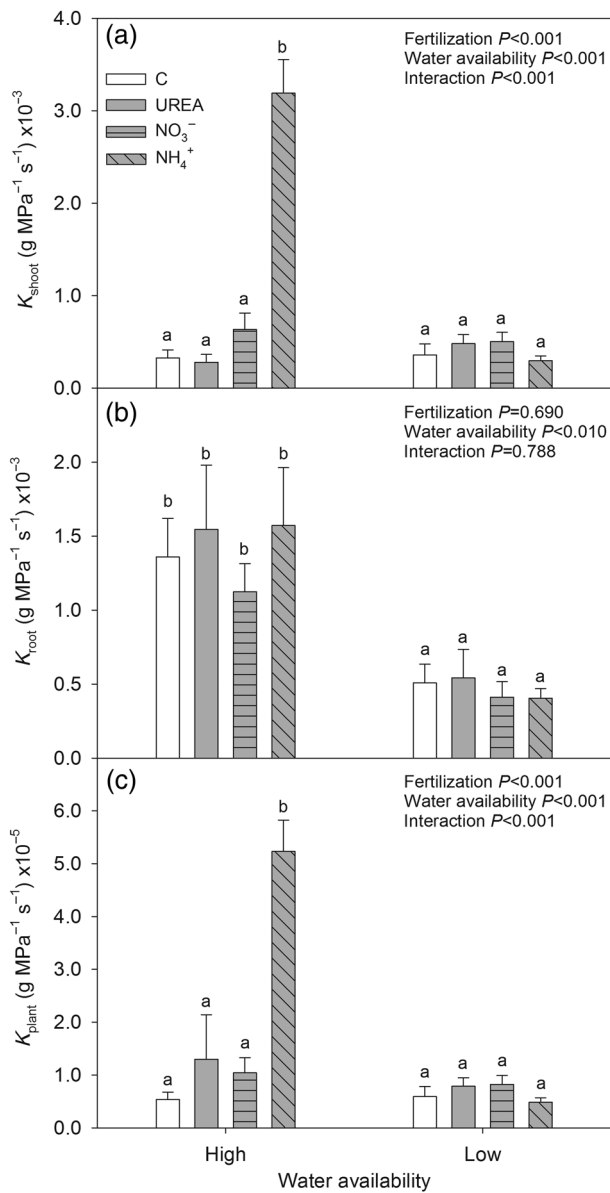 (a)
Fertilization P<0.001
Water availability P<0.001
Interaction P<0.001
C
UREA
NO₃⁻
NH₄⁺
4.0
3.0
2.0
1.0
0.0
K_shoot (g MPa⁻¹ s⁻¹) x10⁻³
a a a b a a a a
(b)
Fertilization P=0.690
Water availability P<0.010
Interaction P=0.788
2.0
1.5
1.0
0.5
0.0
K_root (g MPa⁻¹ s⁻¹) x10⁻³
b b b b a a a a
(c)
Fertilization P<0.001
Water availability P<0.001
Interaction P<0.001
6.0
5.0
4.0
3.0
2.0
1.0
0.0
K_plant (g MPa⁻¹ s⁻¹) x10⁻⁵
a a a b a a a a
High Low
Water availability